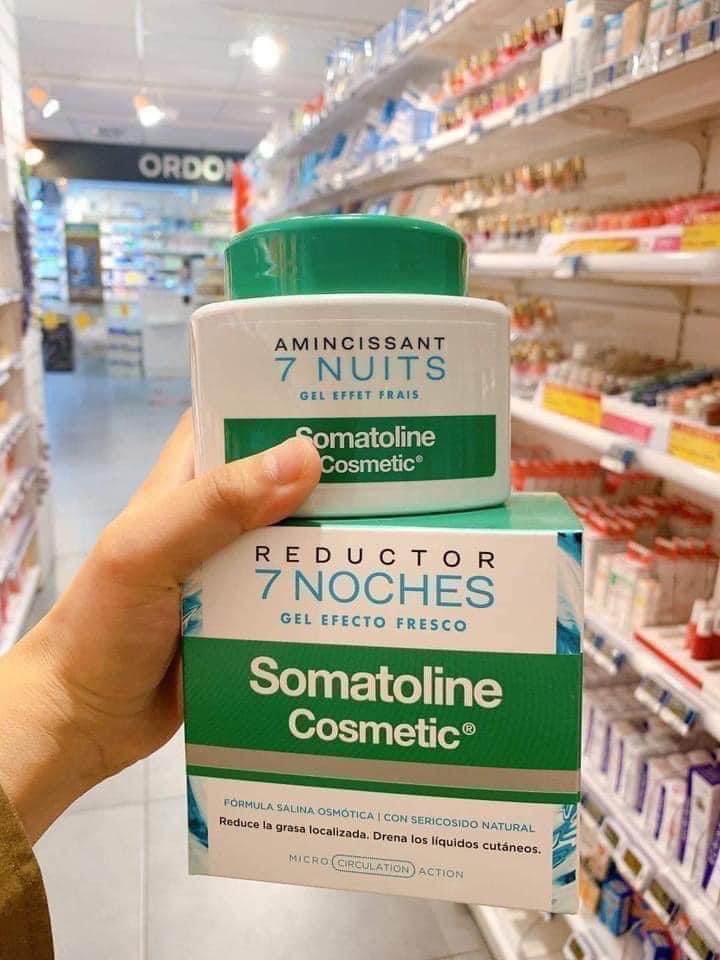 ORDON
AMINCISSANT
7 NUITS
GEL EFFET FRAIS
Somatoline
Cosmetic®
REDUCTOR
7 NOCHES
GEL EFECTO FRESCO
Somatoline
Cosmetic®
FÓRMULA SALINA OSMÓTICA | CON SERICOSIDO NATURAL
Reduce la grasa localizada. Drena los líquidos cutáneos.
MICRO CIRCULATION ACTION